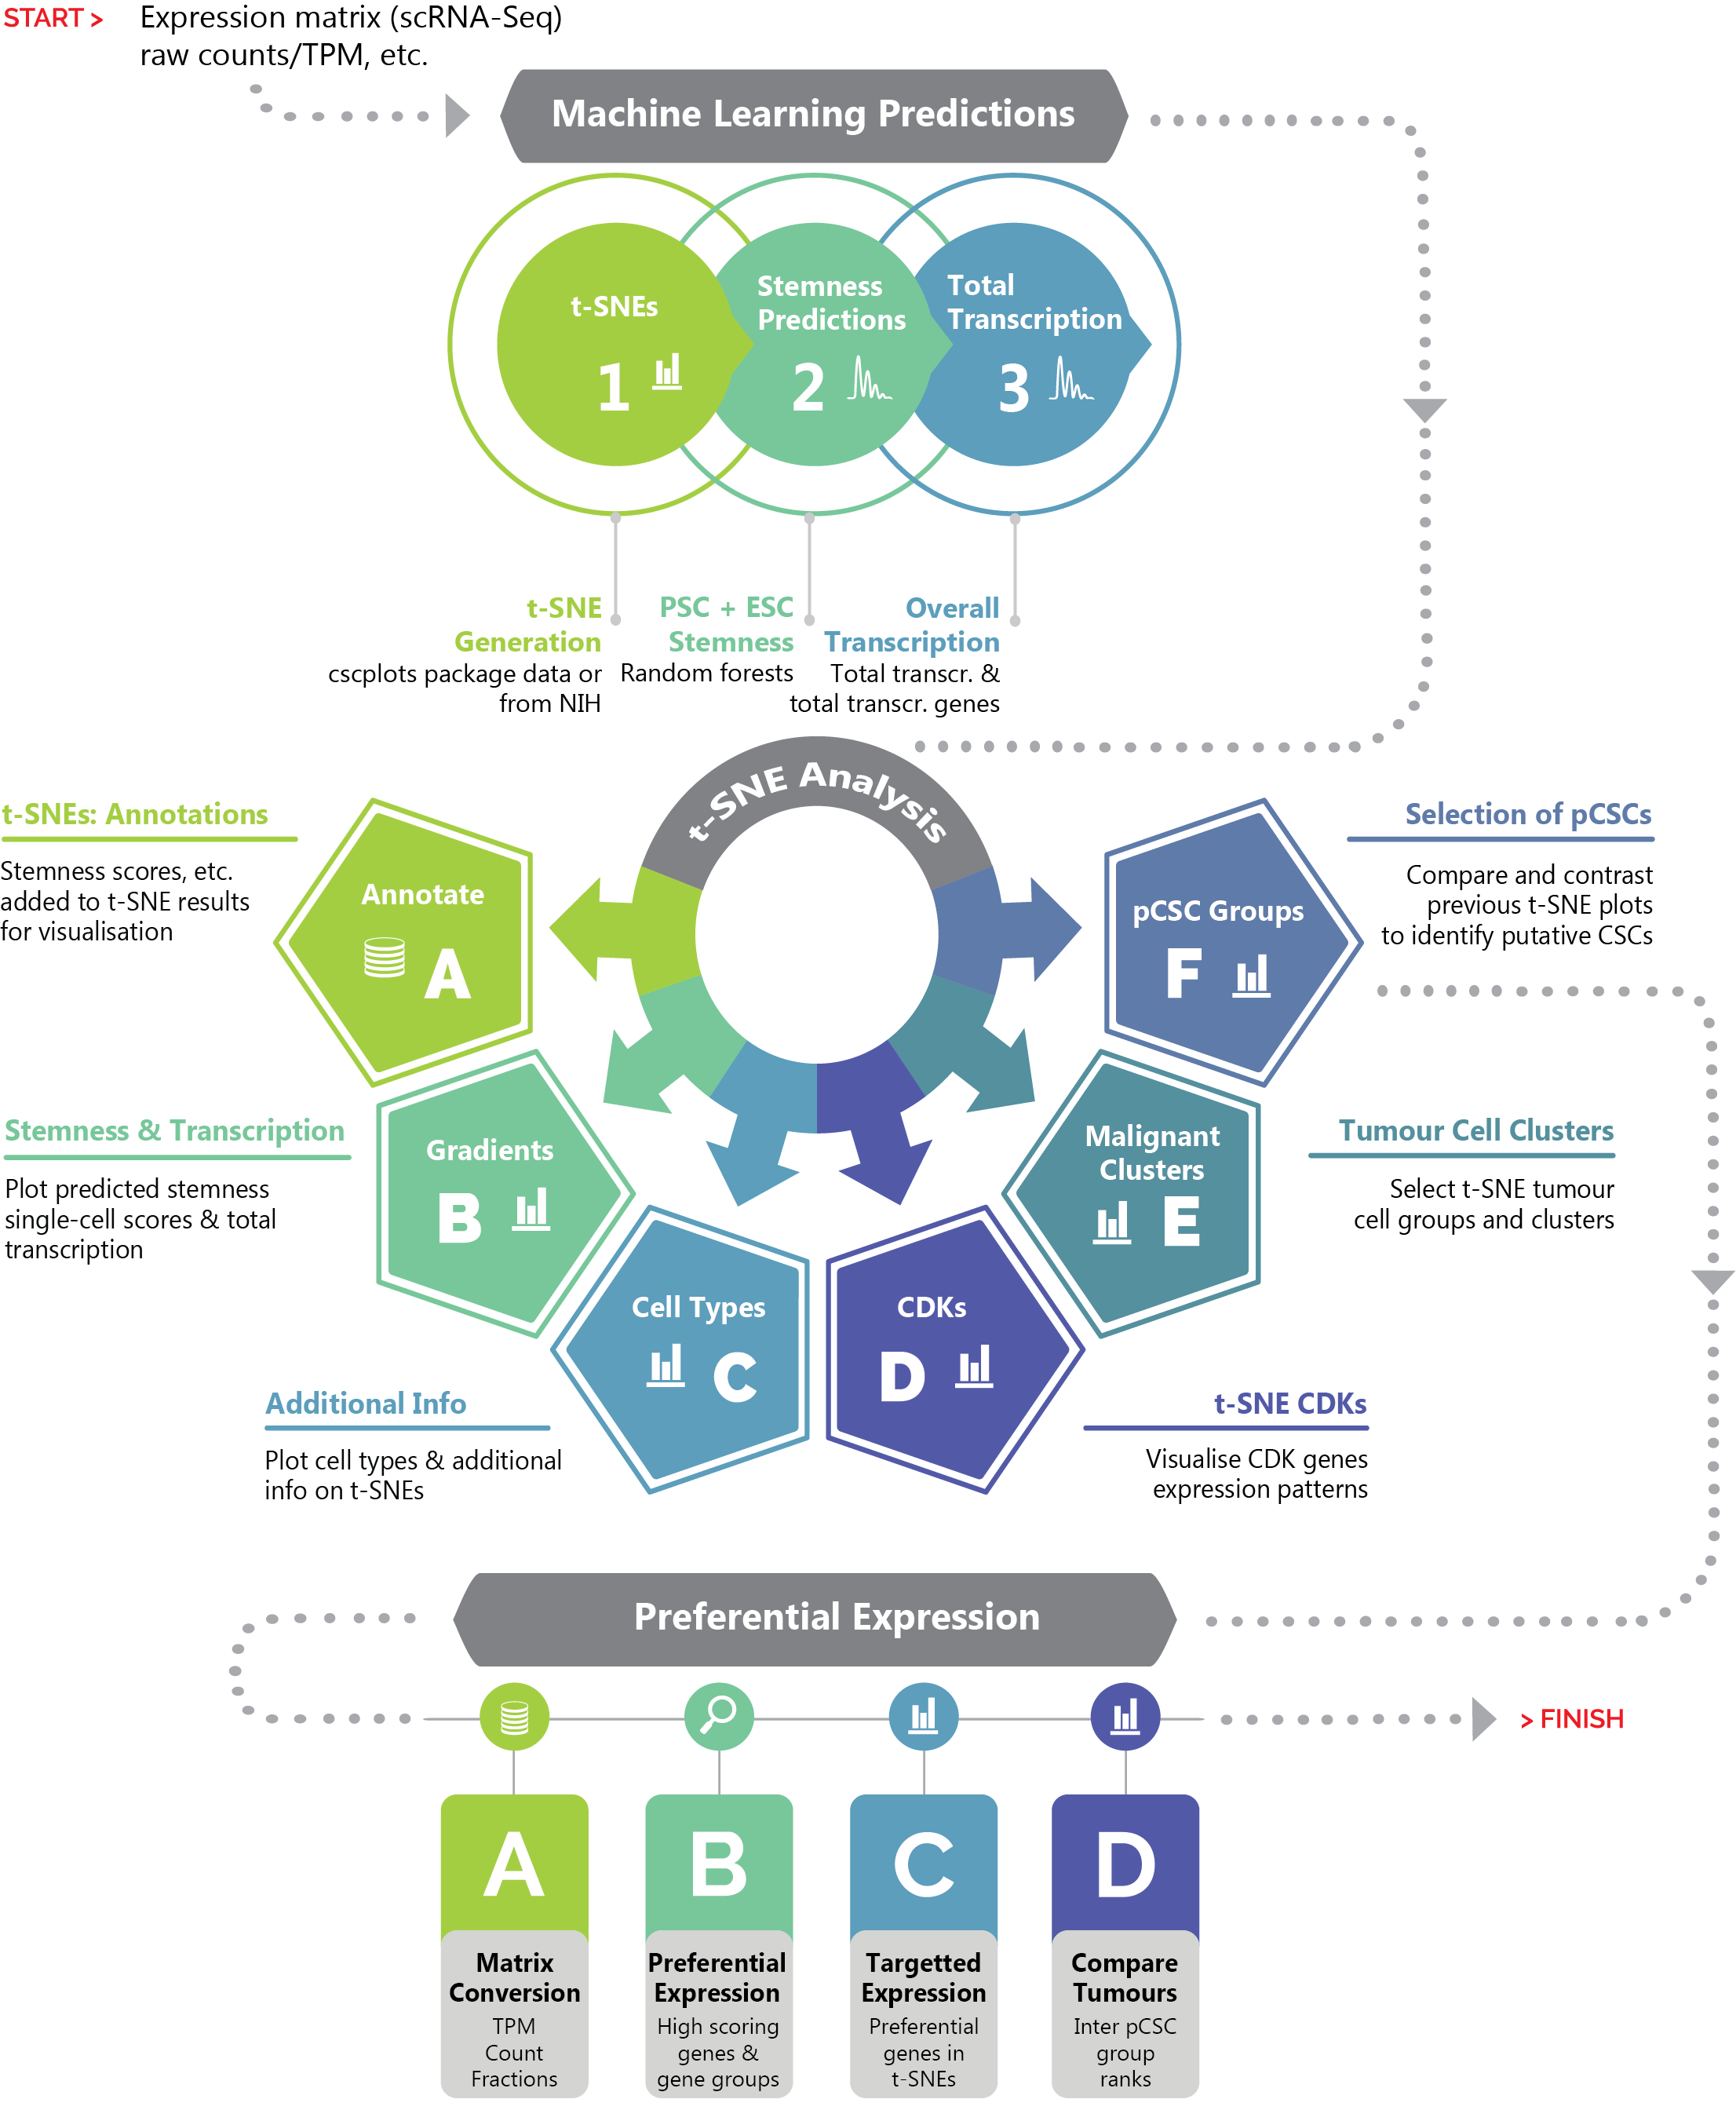 START >
Expression matrix (scRNA-Seq)
raw counts/TPM, etc.
Machine Learning Predictions
t-SNEs
1
Stemness
Predictions
2
Total
Transcription
3
t-SNE
Generation
cscplots package data or
from NIH
PSC + ESC
Stemness
Random forests
Overall
Transcription
Total transcr. &
total transcr. genes
t-SNE Analysis
t-SNEs: Annotations
Stemness scores, etc.
added to t-SNE results
for visualisation
Annotate
A
Stemness & Transcription
Plot predicted stemness
single-cell scores & total
transcription
Gradients
B
Additional Info
Plot cell types & additional
info on t-SNEs
Cell Types
C
CDKs
D
t-SNE CDKs
Visualise CDK genes
expression patterns
Malignant
Clusters
E
Tumour Cell Clusters
Select t-SNE tumour
cell groups and clusters
pCSC Groups
F
Selection of pCSCs
Compare and contrast
previous t-SNE plots
to identify putative CSCs
Preferential Expression
> FINISH
A
Matrix
Conversion
TPM
Count
Fractions
B
Preferential
Expression
High scoring
genes &
gene groups
C
Targetted
Expression
Preferential
genes in
t-SNEs
D
Compare
Tumours
Inter pCSC
group
ranks